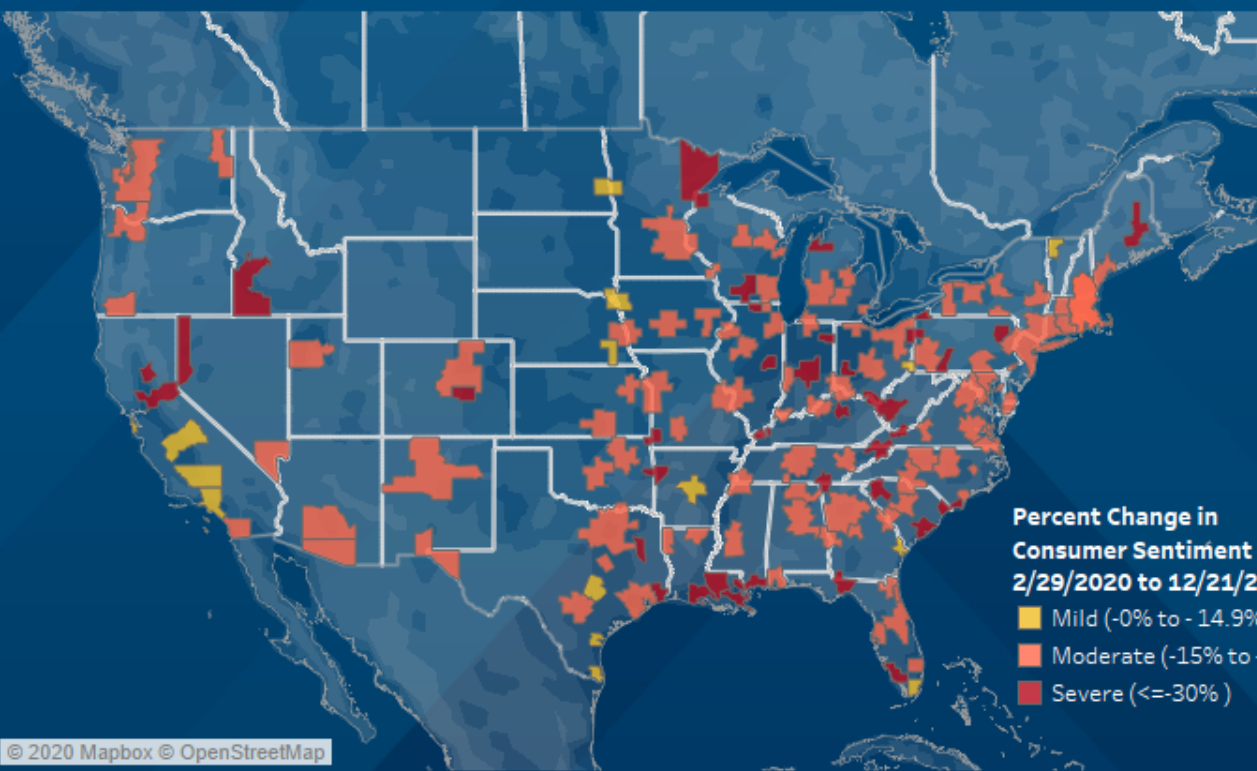 Percent Change in
Consumer Sentiment
2/29/2020 to 12/21/2
Mild (-0% to - 14.9%
Moderate (-15% to -
Severe (<=-30% )
© 2020 Mapbox © OpenStreetMap